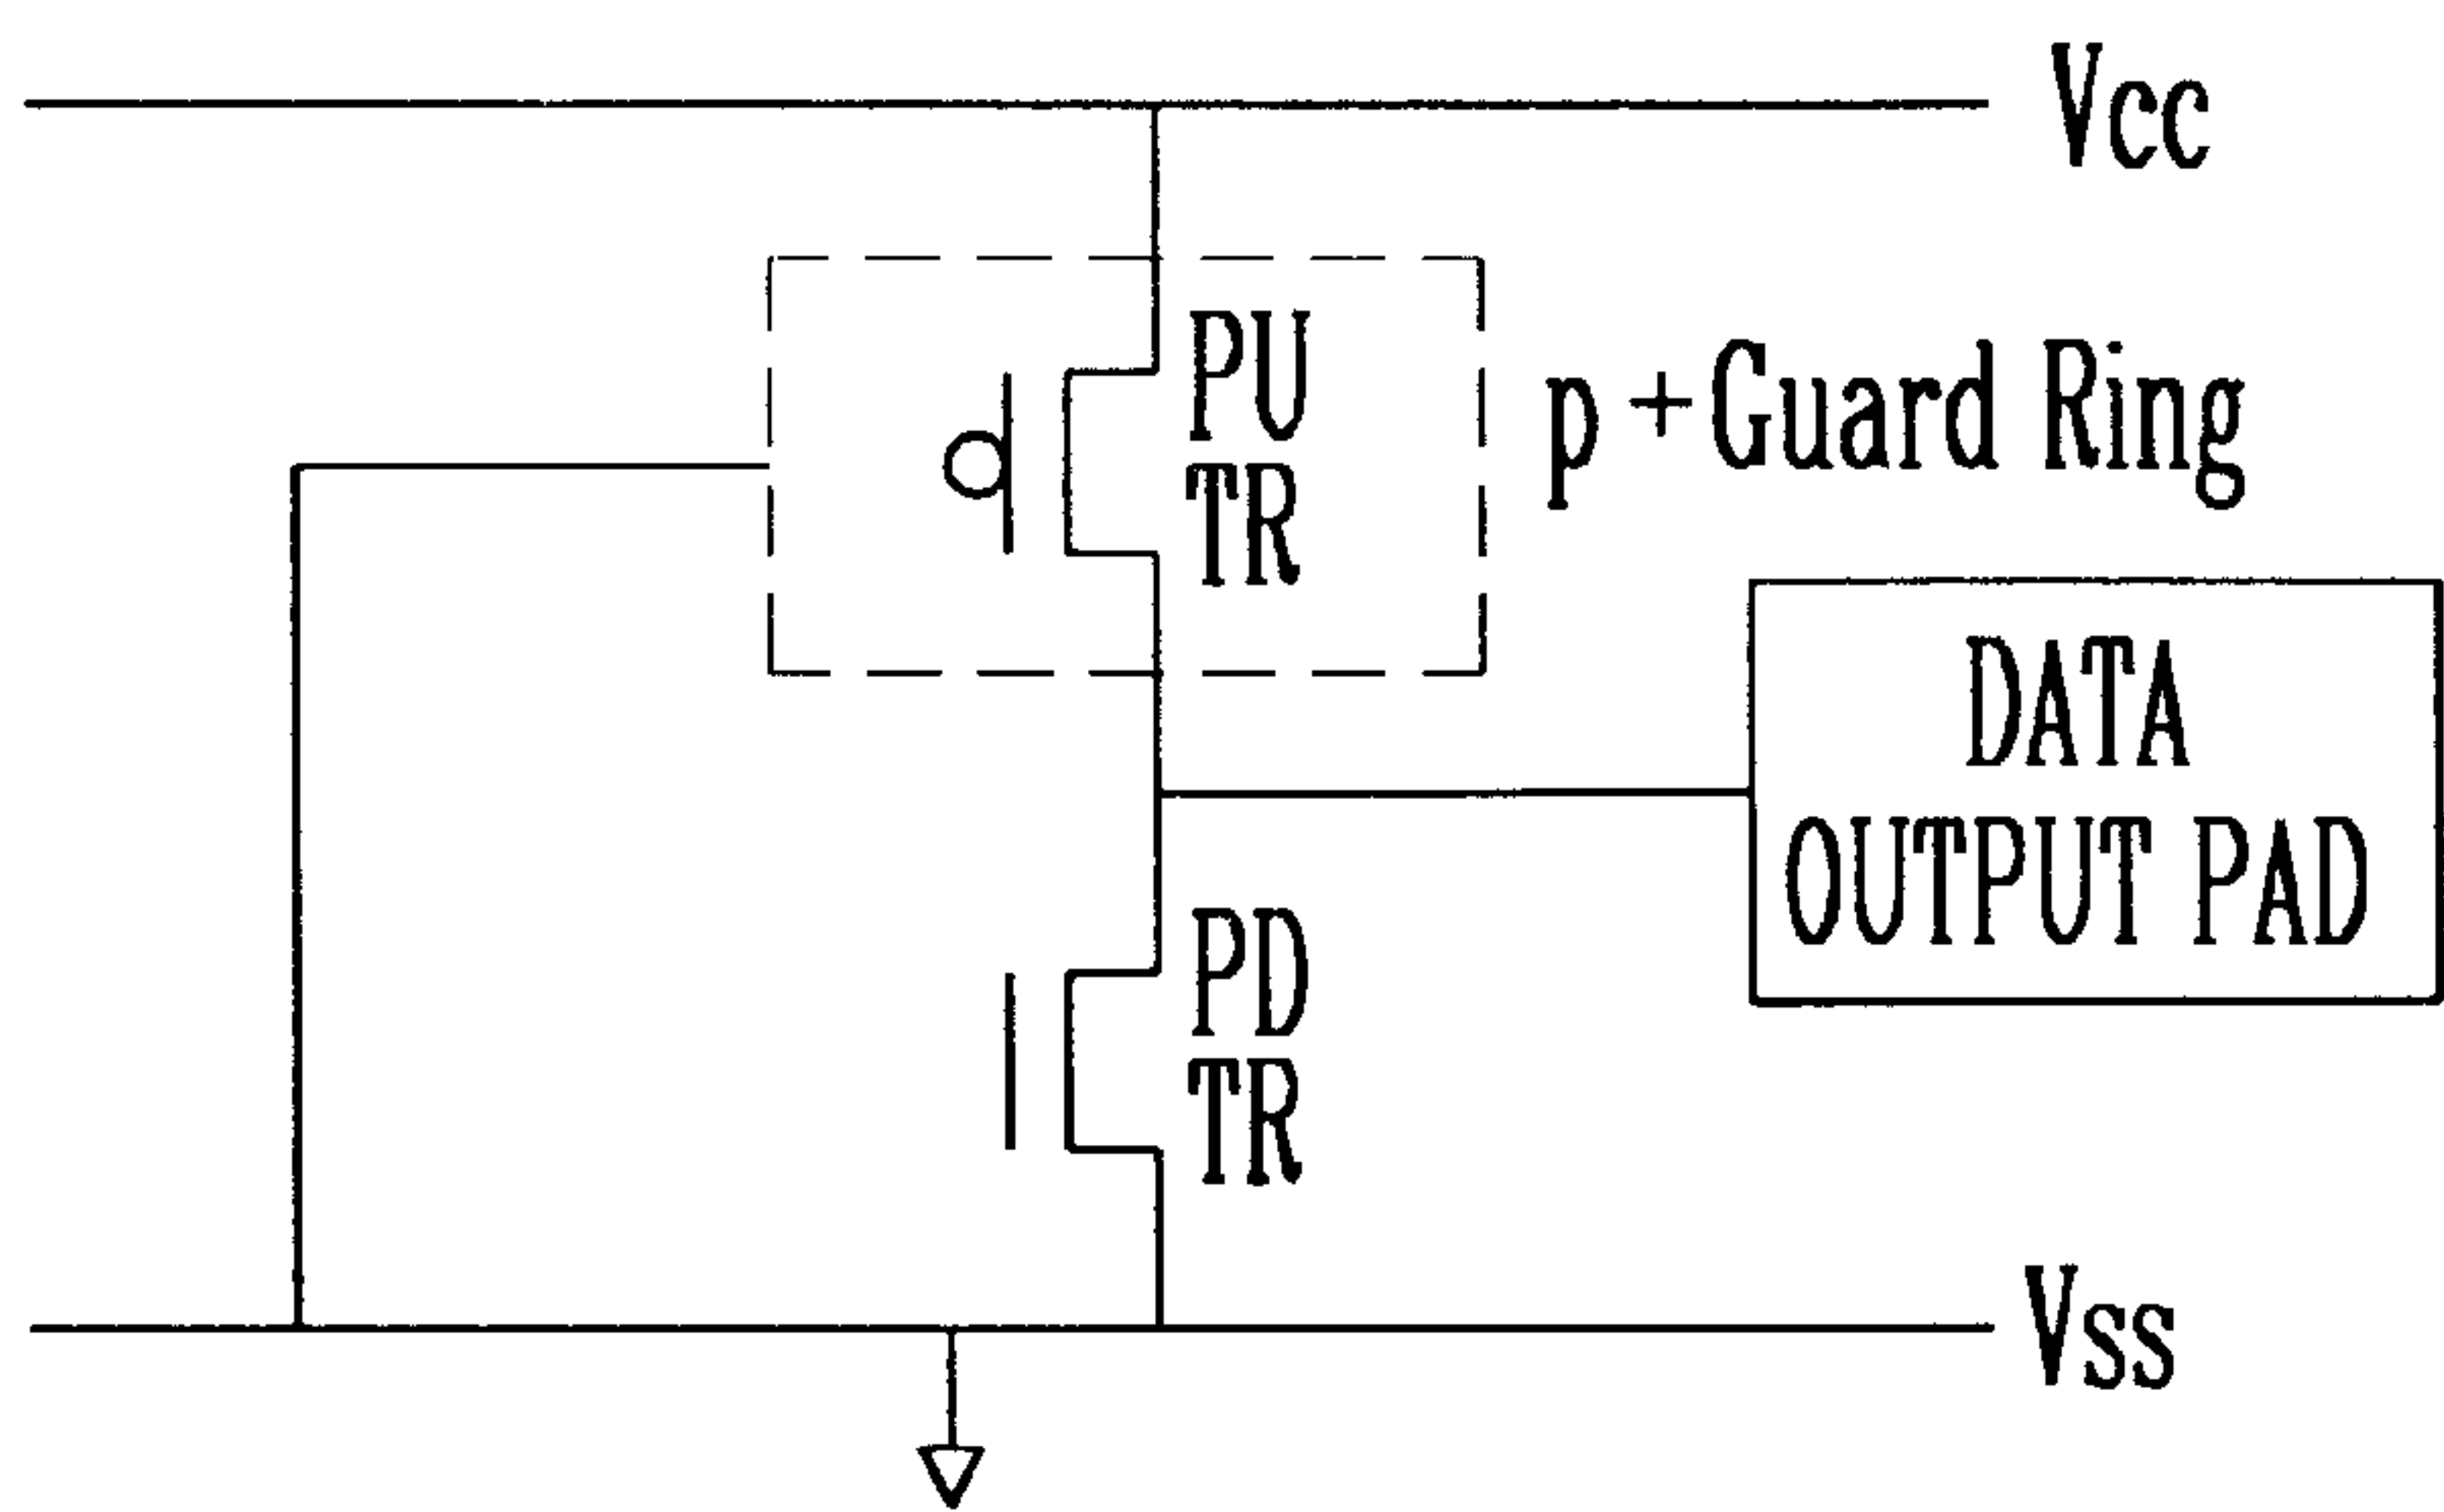 Vcc
PU
TR
p+Guard Ring
DATA
OUTPUT PAD
PD
TR
Vss